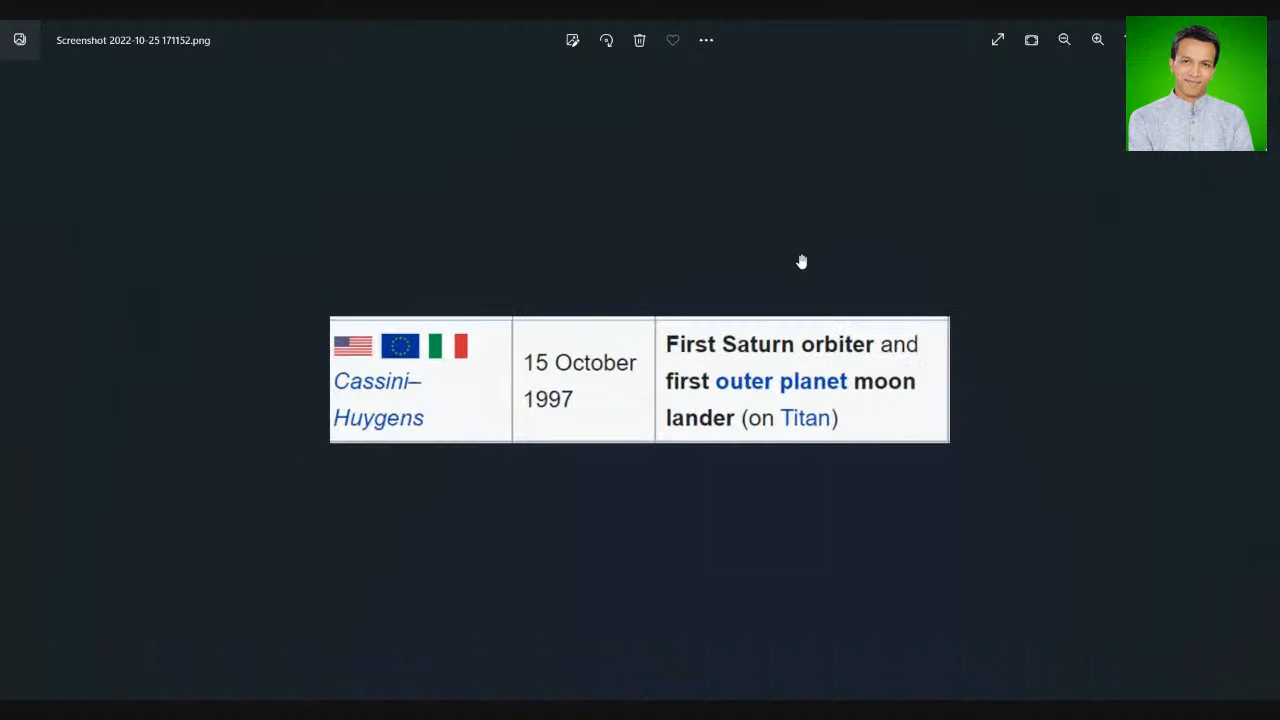 Screenshot 2022-10-25 171152.png
Cassini–
Huygens
15 October
1997
First Saturn orbiter and
first outer planet moon
lander (on Titan)